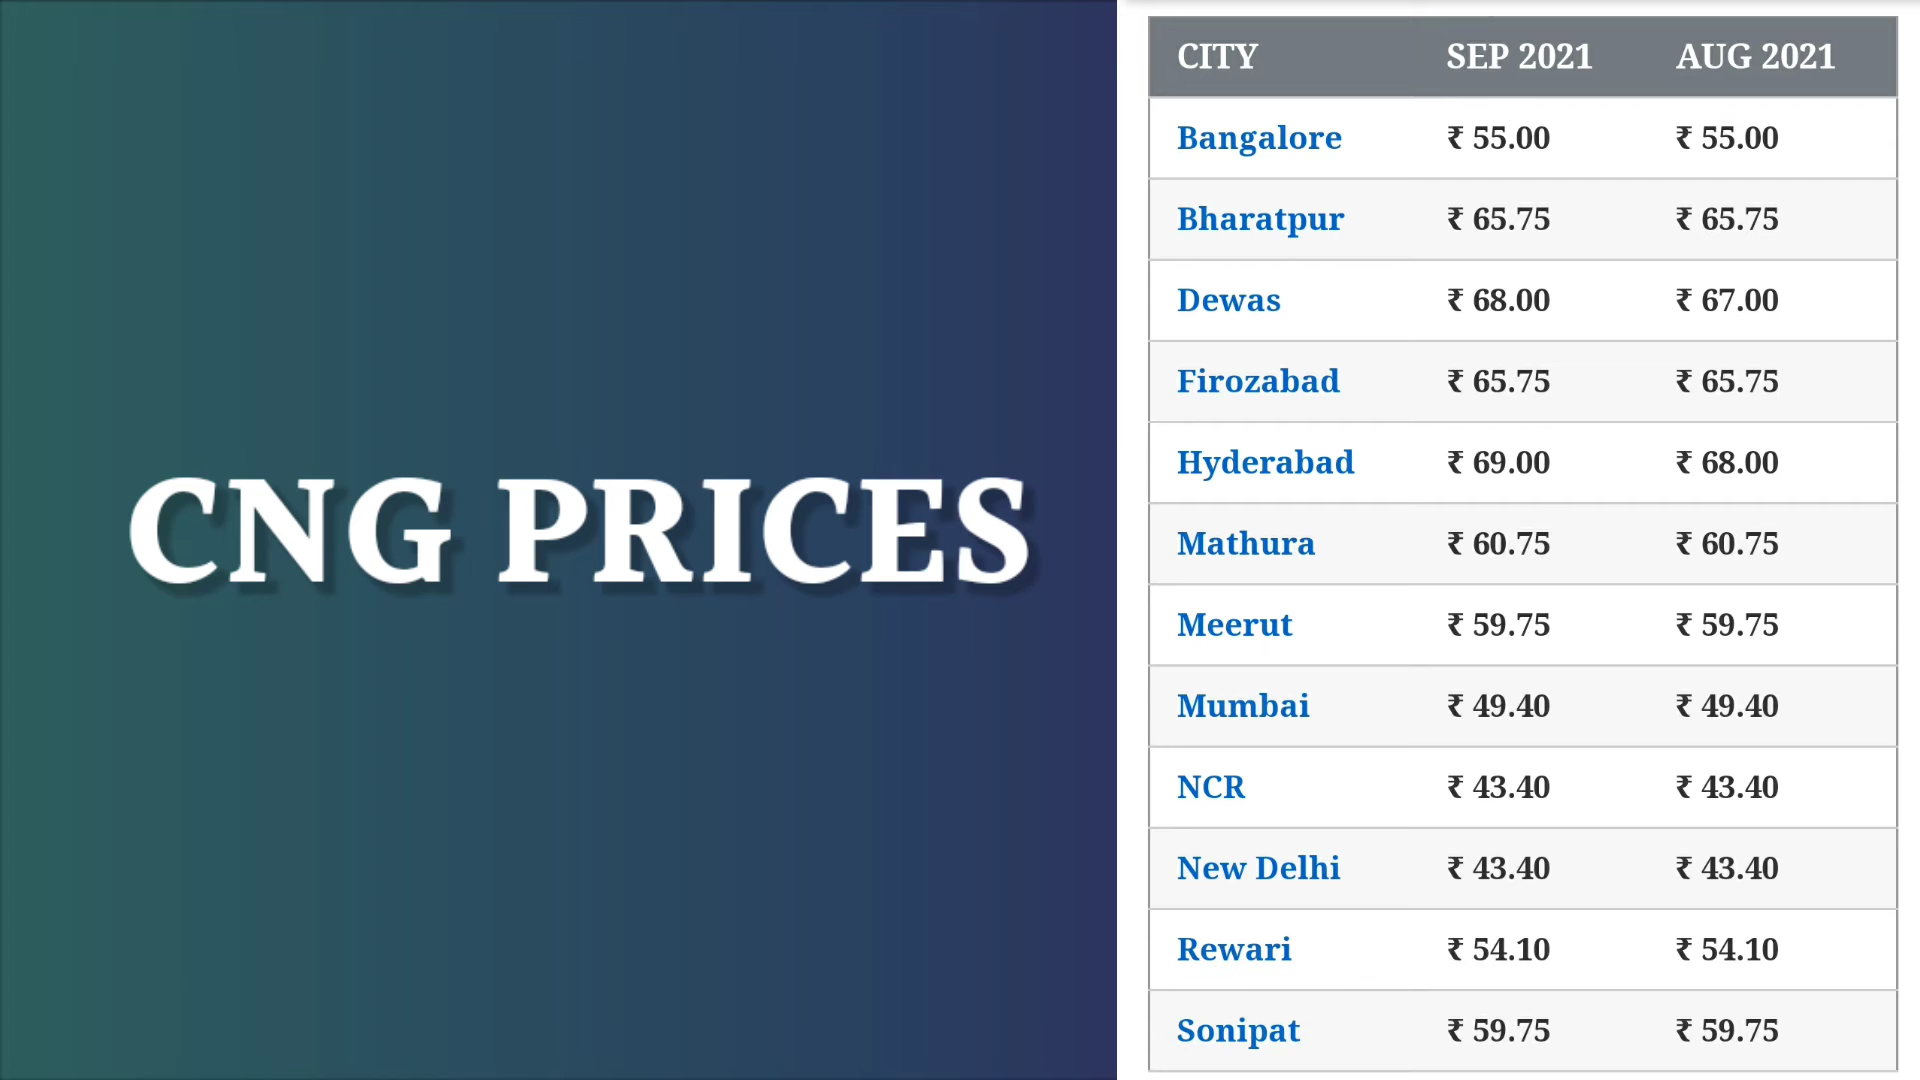 CNG PRICES
CITY SEP 2021 AUG 2021
Bangalore ₹ 55.00 ₹ 55.00
Bharatpur ₹ 65.75 ₹ 65.75
Dewas ₹ 68.00 ₹ 67.00
Firozabad ₹ 65.75 ₹ 65.75
Hyderabad ₹ 69.00 ₹ 68.00
Mathura ₹ 60.75 ₹ 60.75
Meerut ₹ 59.75 ₹ 59.75
Mumbai ₹ 49.40 ₹ 49.40
NCR ₹ 43.40 ₹ 43.40
New Delhi ₹ 43.40 ₹ 43.40
Rewari ₹ 54.10 ₹ 54.10
Sonipat ₹ 59.75 ₹ 59.75